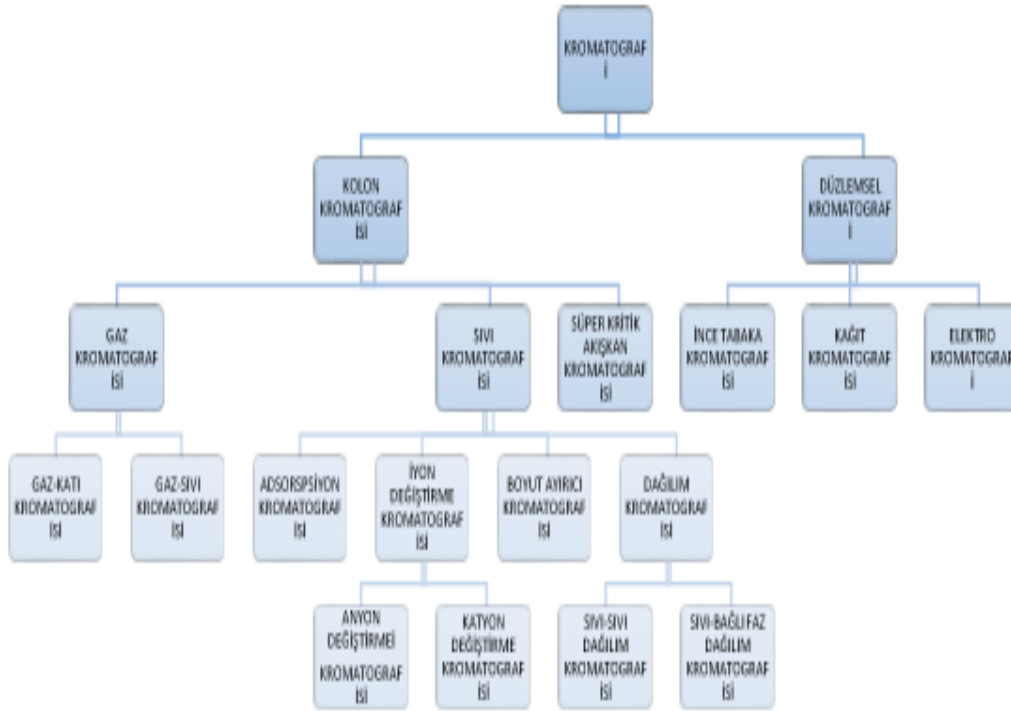 KROMATOGRAF
İ
KOLON
KROMATOGRAF
İSİ
DÜZLEMSEL
KROMATOGRAF
İ
GAZ
KROMATOGRAF
İSİ
SIVI
KROMATOGRAF
İSİ
SÜPER KRİTİK
AKIŞKAN
KROMATOGRAF
İSİ
İNCE TABAKA
KROMATOGRAF
İSİ
KAĞIT
KROMATOGRAF
İSİ
ELEKTRO
KROMATOGRAF
İ
GAZ-KATI
KROMATOGRAF
İSİ
GAZ-SIVI
KROMATOGRAF
İSİ
ADSORSPSİYON
KROMATOGRAF
İSİ
İYON
DEĞİŞTİRME
KROMATOGRAF
İSİ
BOYUT AYIRICI
KROMATOGRAF
İSİ
DAĞILIM
KROMATOGRAF
İSİ
ANYON
DEĞİŞTİRMEİ
KROMATOGRAF
İSİ
KATYON
DEĞİŞTİRME
KROMATOGRAF
İSİ
SIVI-SIVI
DAĞILIM
KROMATOGRAF
İSİ
SIVI-BAĞLI FAZ
DAĞILIM
KROMATOGRAF
İSİ